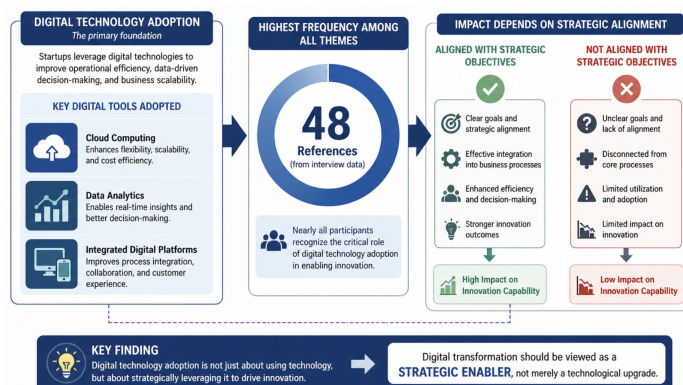 DIGITAL TECHNOLOGY ADOPTION
The primary foundation
Startups leverage digital technologies to
improve operational efficiency, data-driven
decision-making, and business scalability.
KEY DIGITAL TOOLS ADOPTED
Cloud Computing
Enhances flexibility, scalability,
and cost efficiency.
Data Analytics
Enables real-time insights and
better decision-making.
Integrated Digital Platforms
Improves process integration,
collaboration, and customer
experience.
HIGHEST FREQUENCY AMONG
ALL THEMES
48
References
(from interview data)
Nearly all participants
recognize the critical role
of digital technology adoption
in enabling innovation.
IMPACT DEPENDS ON STRATEGIC ALIGNMENT
ALIGNED WITH STRATEGIC
OBJECTIVES
Clear goals and
strategic alignment
Effective integration
into business processes
Enhanced efficiency
and decision-making
Stronger innovation
outcomes
High Impact on
Innovation Capability
NOT ALIGNED WITH
STRATEGIC OBJECTIVES
Unclear goals and
lack of alignment
Disconnected from
core processes
Limited utilization
and adoption
Limited impact on
innovation
Low Impact on
Innovation Capability
KEY FINDING
Digital technology adoption is not just about using technology,
but about strategically leveraging it to drive innovation.
Digital transformation should be viewed as a
STRATEGIC ENABLER, not merely a technological upgrade.